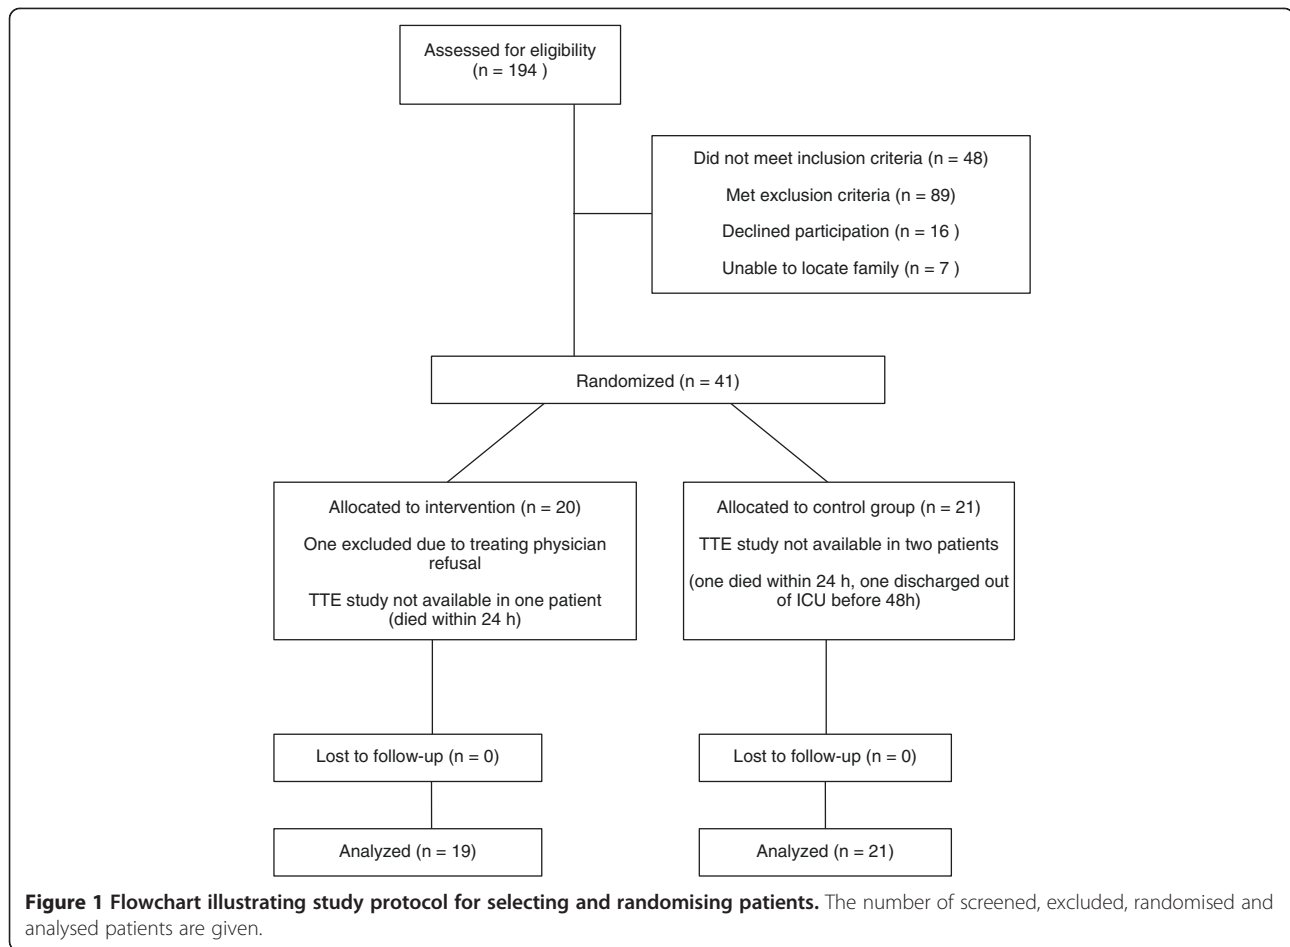 Assessed for eligibility
(n = 194 )
Did not meet inclusion criteria (n = 48)
Met exclusion criteria (n = 89)
Declined participation (n = 16 )
Unable to locate family (n = 7 )
Randomized (n = 41)
Allocated to intervention (n = 20)
One excluded due to treating physician
refusal
TTE study not available in one patient
(died within 24 h)
Allocated to control group (n = 21)
TTE study not available in two patients
(one died within 24 h, one discharged out
of ICU before 48h)
Lost to follow-up (n = 0)
Lost to follow-up (n = 0)
Analyzed (n = 19)
Analyzed (n = 21)
Figure 1 Flowchart illustrating study protocol for selecting and randomising patients. The number of screened, excluded, randomised and
analysed patients are given.